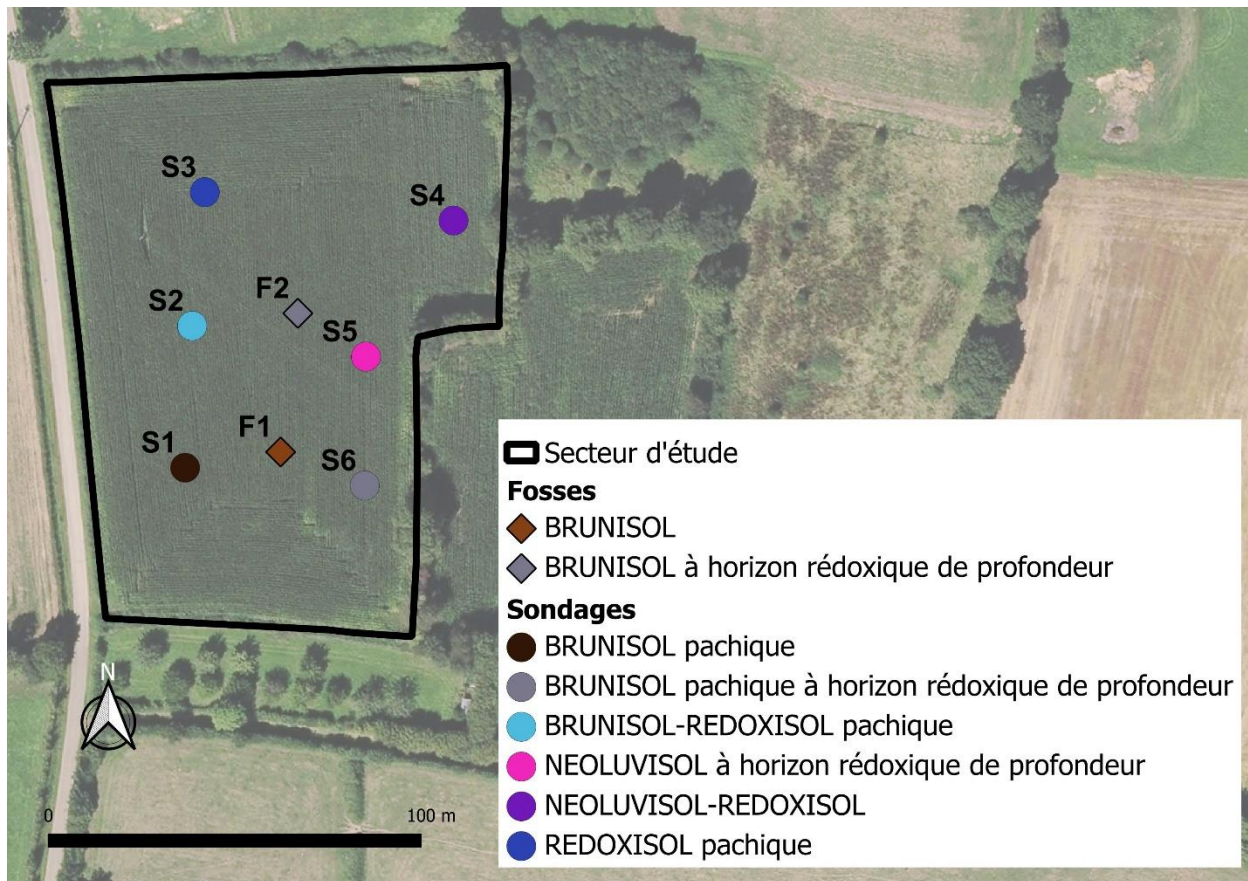 S3
S4
F2
S2
S5
F1
S1
S6
Secteur d'étude
Fosses
BRUNISOL
BRUNISOL à horizon rédoxique de profondeur
Sondages
BRUNISOL pachique
BRUNISOL pachique à horizon rédoxique de profondeur
BRUNISOL-REDOXISOL pachique
NEOLUVISOL à horizon rédoxique de profondeur
NEOLUVISOL-REDOXISOL
REDOXISOL pachique
N
0 100 m